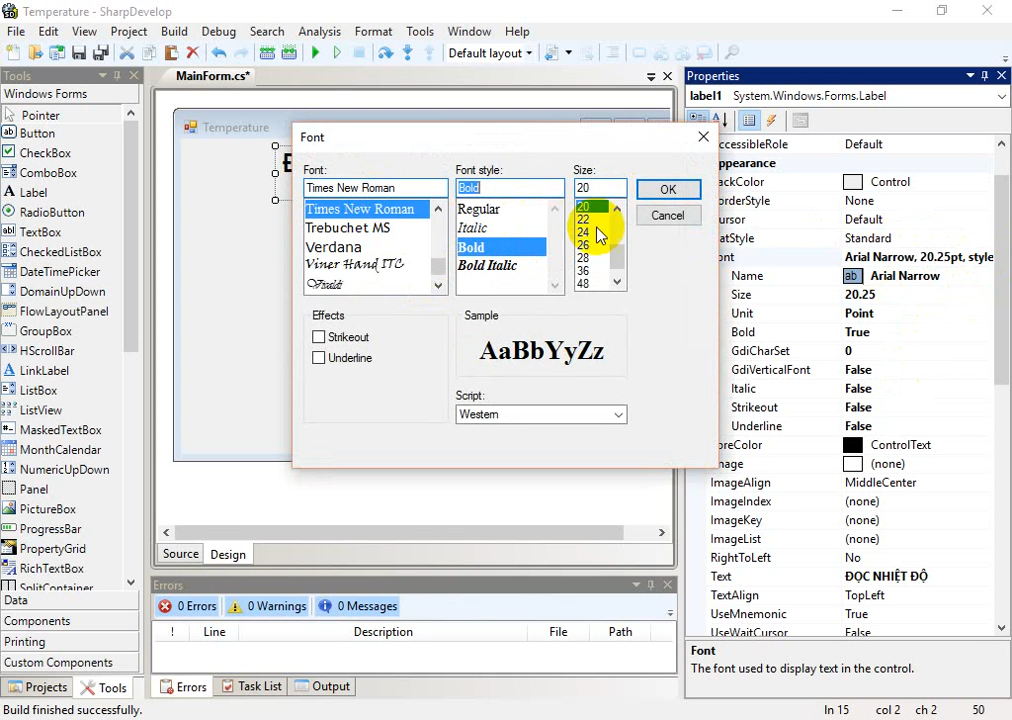 Temperature - SharpDevelop
File Edit View Project Build Debug Search Analysis Format Tools Window Help
Default layout
Tools
MainForm.cs*
Properties
Windows Forms
label1 System.Windows.Forms.Label
Pointer
Button
CheckBox
ComboBox
Label
RadioButton
TextBox
CheckedListBox
DateTimePicker
DomainUpDown
FlowLayoutPanel
GroupBox
HScrollBar
LinkLabel
ListBox
ListView
MaskedTextBox
MonthCalendar
NumericUpDown
Panel
PictureBox
ProgressBar
PropertyGrid
RichTextBox
SplitContainer
Data
Components
Printing
Custom Components
Projects Tools
Temperature
Font
Font: Font style: Size:
Times New Roman Bold 20
OK
Cancel
Times New Roman
Trebuchet MS
Verdana
Viner Hand ITC
Vivaldi
Regular
Italic
Bold
Bold Italic
20
22
24
26
28
36
48
Effects
Strikeout
Underline
Sample
AaBbYyZz
Script:
Western
Source Design
Errors
0 Errors 0 Warnings 0 Messages
! Line Description File Path
Errors Task List Output
ccessibleRole Default
ppearance
ackColor Control
orderStyle None
ursor Default
latStyle Standard
ont Arial Narrow, 20.25pt, style
Name ab Arial Narrow
Size 20.25
Unit Point
Bold True
GdiCharSet 0
GdiVerticalFont False
Italic False
Strikeout False
Underline False
oreColor ControlText
mage (none)
ImageAlign MiddleCenter
ImageIndex (none)
ImageKey (none)
ImageList (none)
RightToLeft No
Text ĐỌC NHIỆT ĐỘ
TextAlign TopLeft
UseMnemonic True
UseWaitCursor False
Font
The font used to display text in the control.
Build finished successfully.
ln 15 col 2 ch 2 50